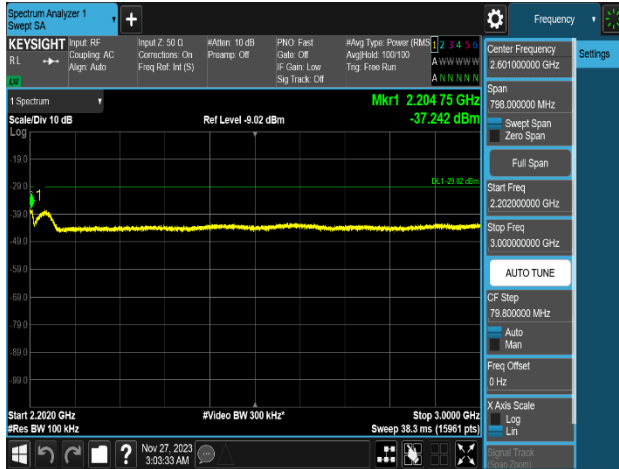 Spectrum Analyzer 1
Swept SA
+
Frequency
KEYSIGHT
RL
Input: RF
Coupling: AC
Align: Auto
Input Z: 50 Ω
Corrections: On
Freq Ref: Int (S)
#Atten: 10 dB
Preamp: Off
PNO: Fast
Gate: Off
IF Gain: Low
Sig Track: Off
#Avg Type: Power (RMS
Avg|Hold: 100/100
Trig: Free Run
1 2 3 4 5 6
A W W W W W
A N N N N N
1 Spectrum
Scale/Div 10 dB
Log
Ref Level -9.02 dBm
Mkr1 2.204 75 GHz
-37.242 dBm
DL1 -29.02 dBm
1
-19.0
-29.0
-39.0
-49.0
-59.0
-69.0
-79.0
-89.0
-99.0
Start 2.2020 GHz
#Res BW 100 kHz
#Video BW 300 kHz*
Stop 3.0000 GHz
Sweep 38.3 ms (15961 pts)
?
Nov 27, 2023
3:03:33 AM
Center Frequency
2.601000000 GHz
Settings
Span
798.000000 MHz
Swept Span
Zero Span
Full Span
Start Freq
2.202000000 GHz
Stop Freq
3.000000000 GHz
AUTO TUNE
CF Step
79.800000 MHz
Auto
Man
Freq Offset
0 Hz
X Axis Scale
Log
Lin
Signal Track
(Span Zoom)